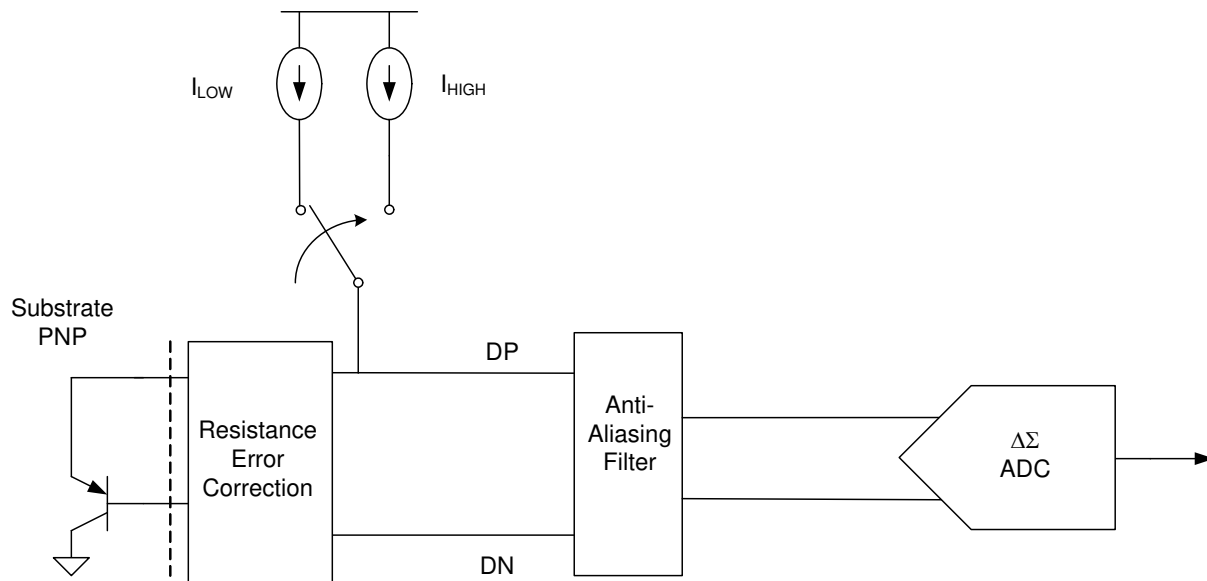 I_LOW
I_HIGH
Substrate
PNP
DP
Resistance
Error
Correction
Anti-
Aliasing
Filter
ΔΣ
ADC
DN